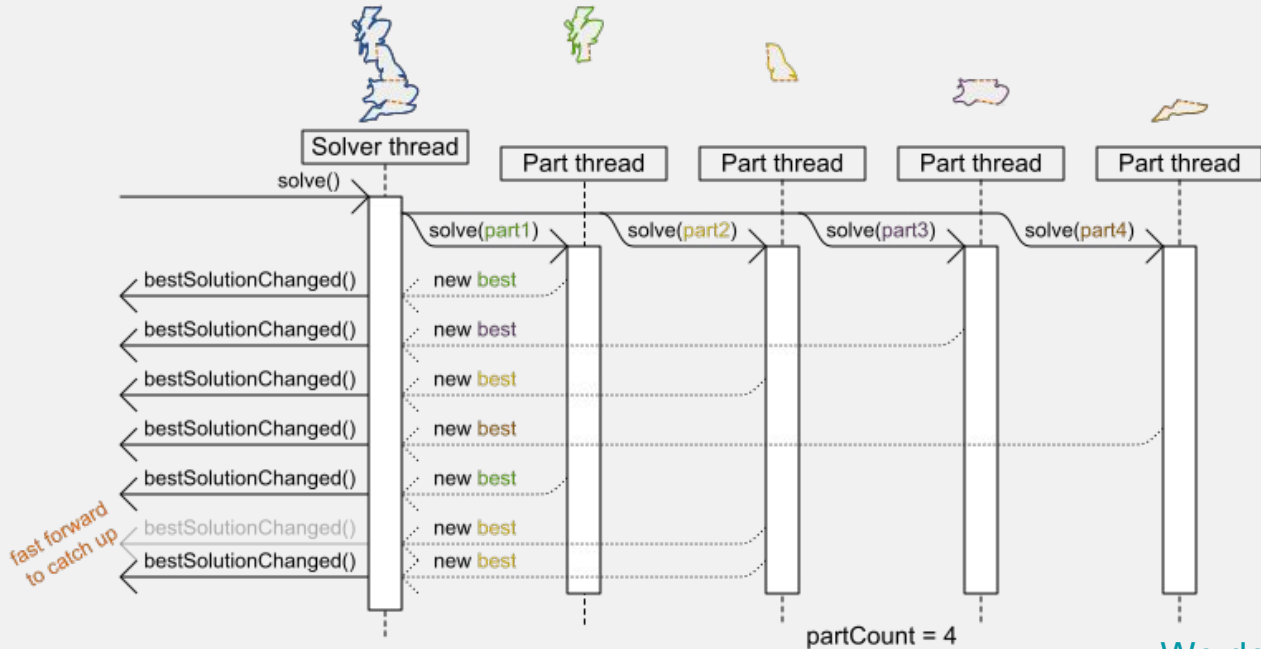 Solver thread
Part thread
Part thread
Part thread
Part thread
solve()
solve(part1)
solve(part2)
solve(part3)
solve(part4)
bestSolutionChanged()
new best
bestSolutionChanged()
new best
bestSolutionChanged()
new best
bestSolutionChanged()
new best
bestSolutionChanged()
new best
fast forward
to catch up
bestSolutionChanged()
new best
bestSolutionChanged()
new best
partCount = 4